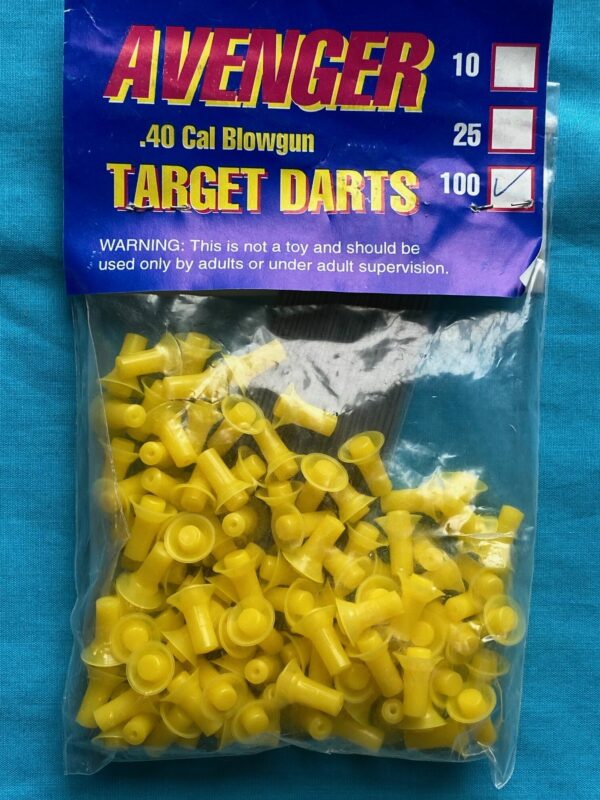 AVENGER
.40 Cal Blowgun
TARGET DARTS
10
25
100 ✓
WARNING: This is not a toy and should be
used only by adults or under adult supervision.